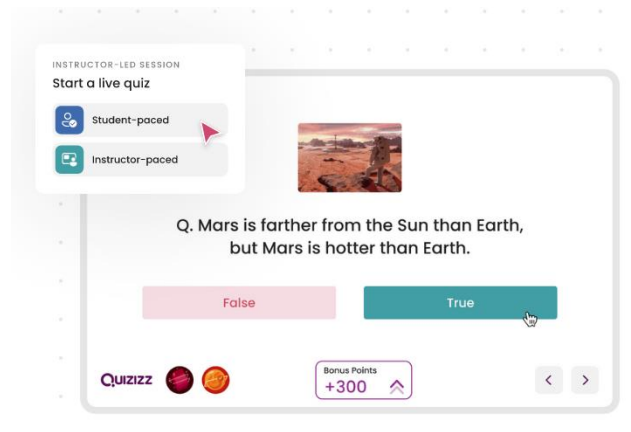 INSTRUCTOR-LED SESSION
Start a live quiz
Student-paced
Instructor-paced
Q. Mars is farther from the Sun than Earth,
but Mars is hotter than Earth.
False
True
Quizizz
Bonus Points
+300